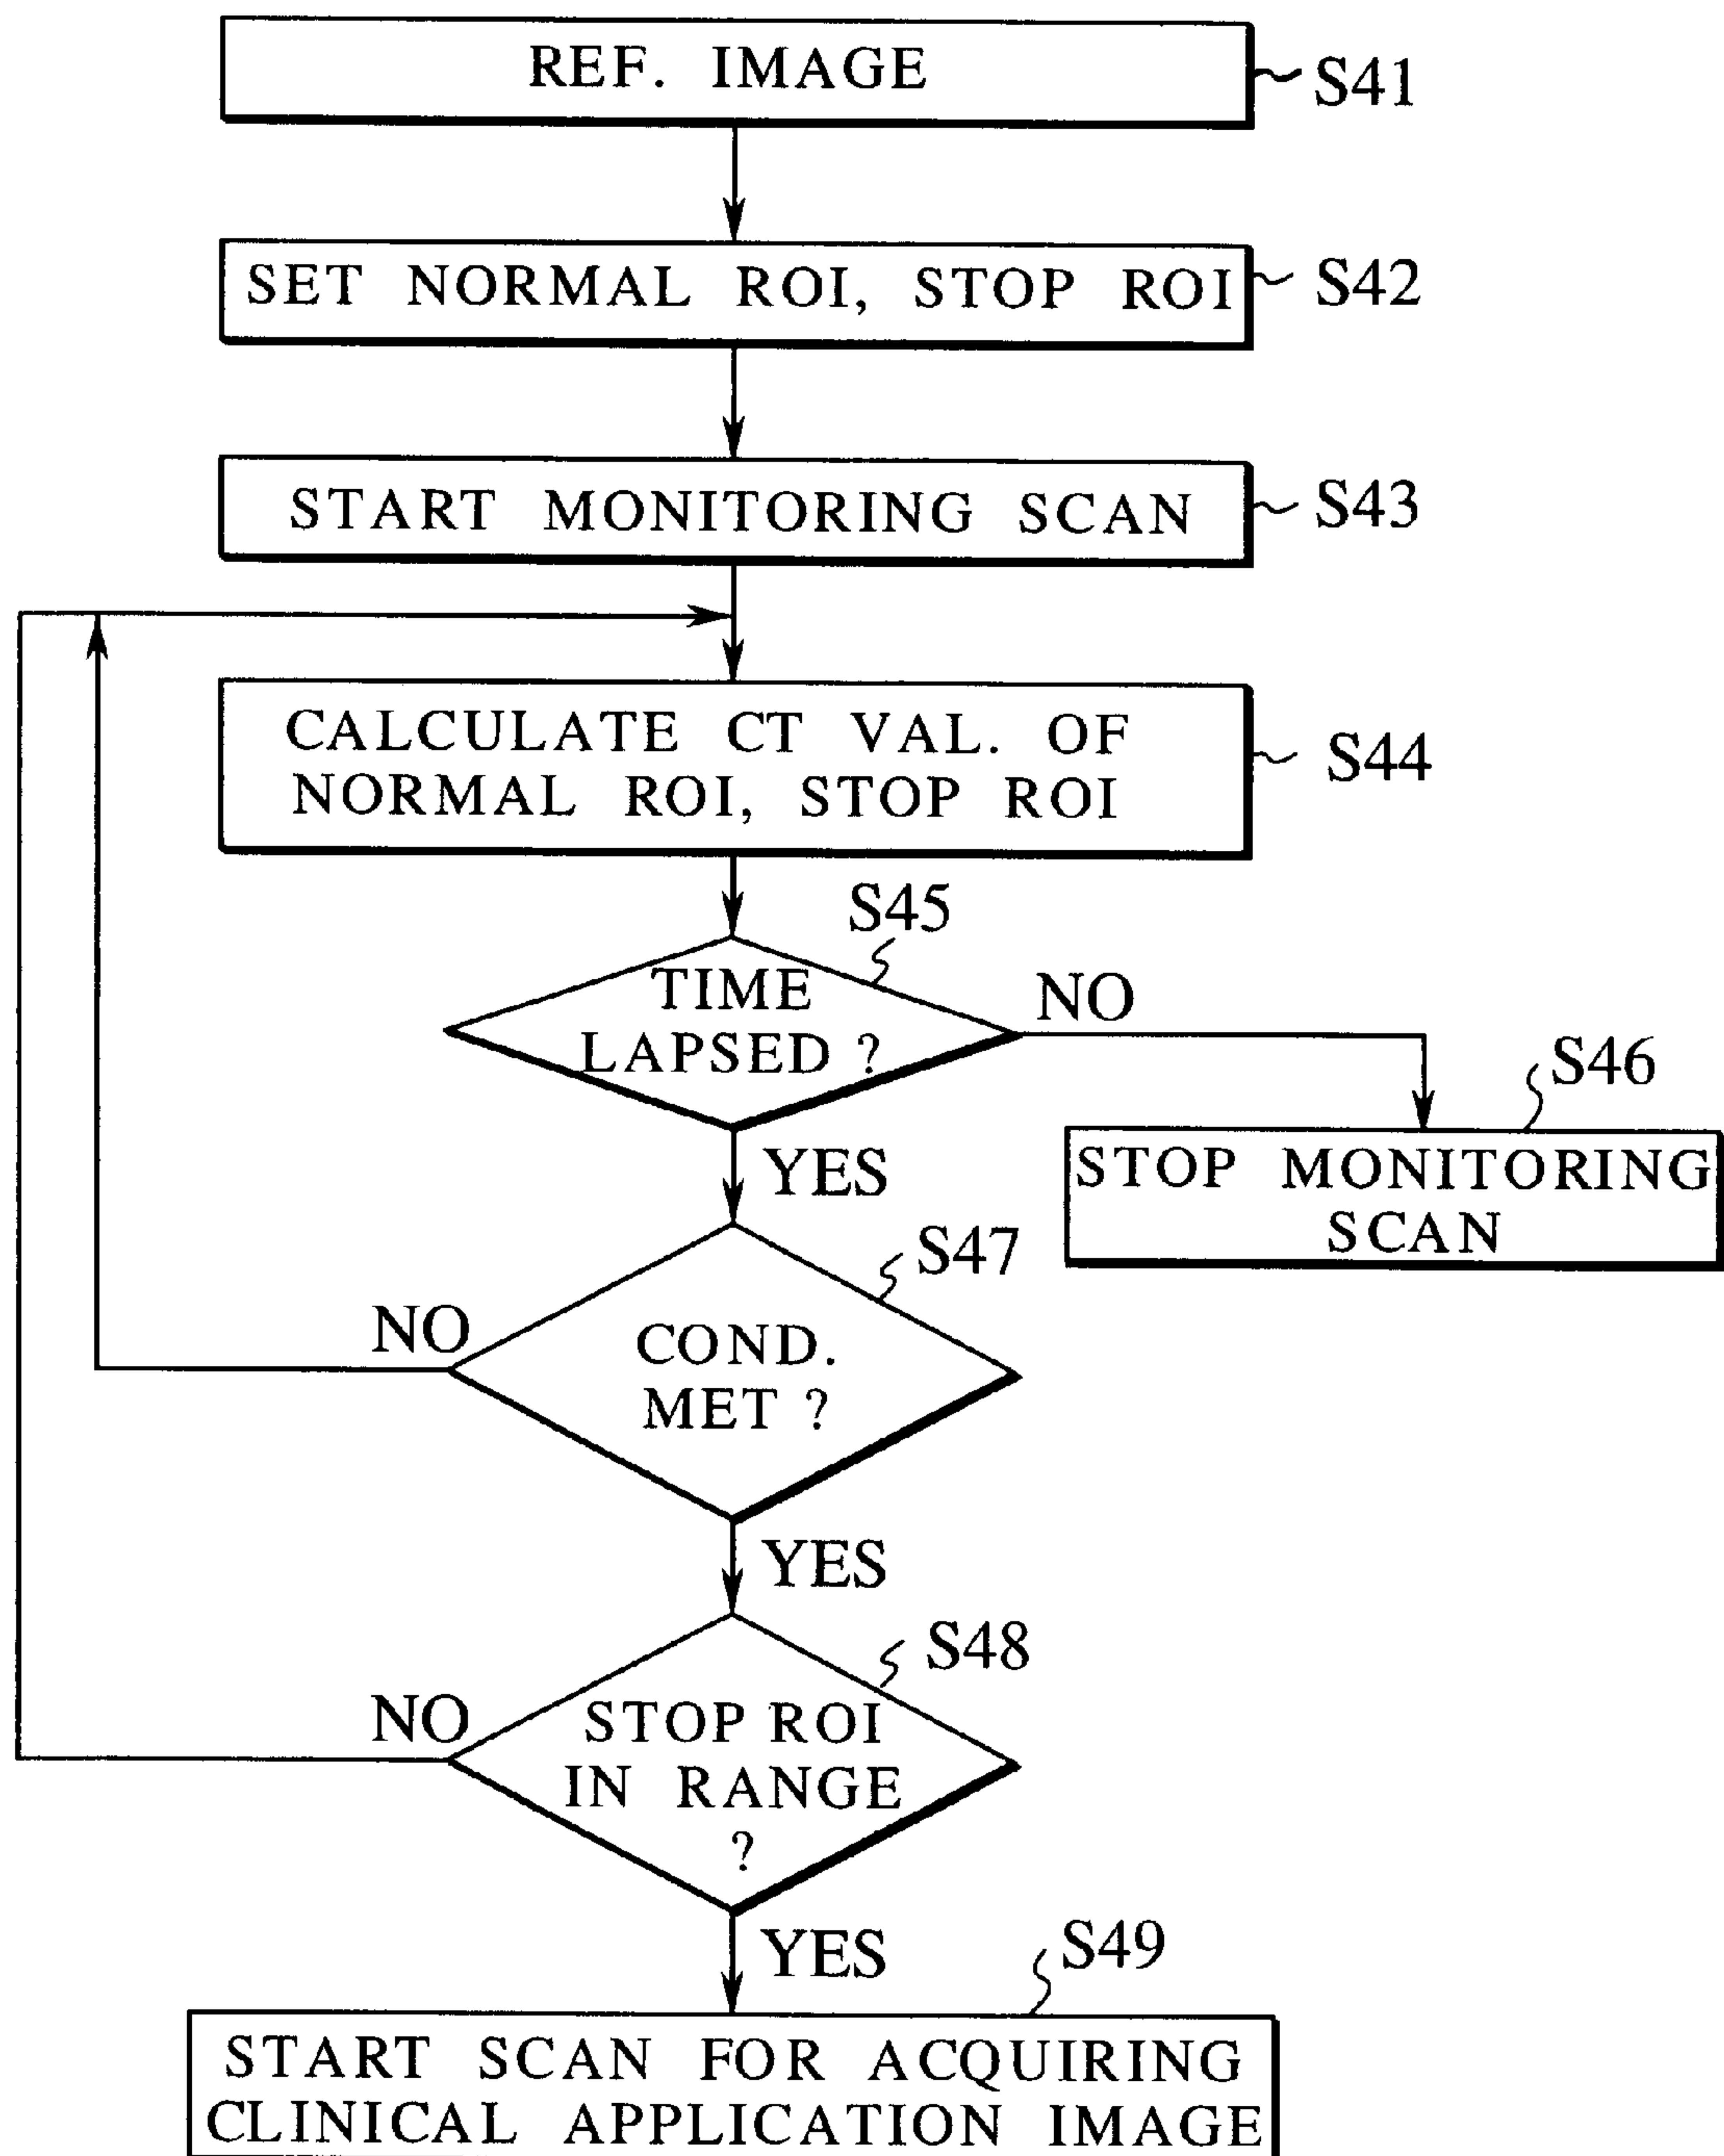 REF. IMAGE
S41
SET NORMAL ROI, STOP ROI
S42
START MONITORING SCAN
S43
CALCULATE CT VAL. OF
NORMAL ROI, STOP ROI
S44
S45
TIME
LAPSED ?
NO
YES
S46
STOP MONITORING
SCAN
S47
COND.
MET ?
NO
YES
S48
STOP ROI
IN RANGE
?
NO
YES
S49
START SCAN FOR ACQUIRING
CLINICAL APPLICATION IMAGE